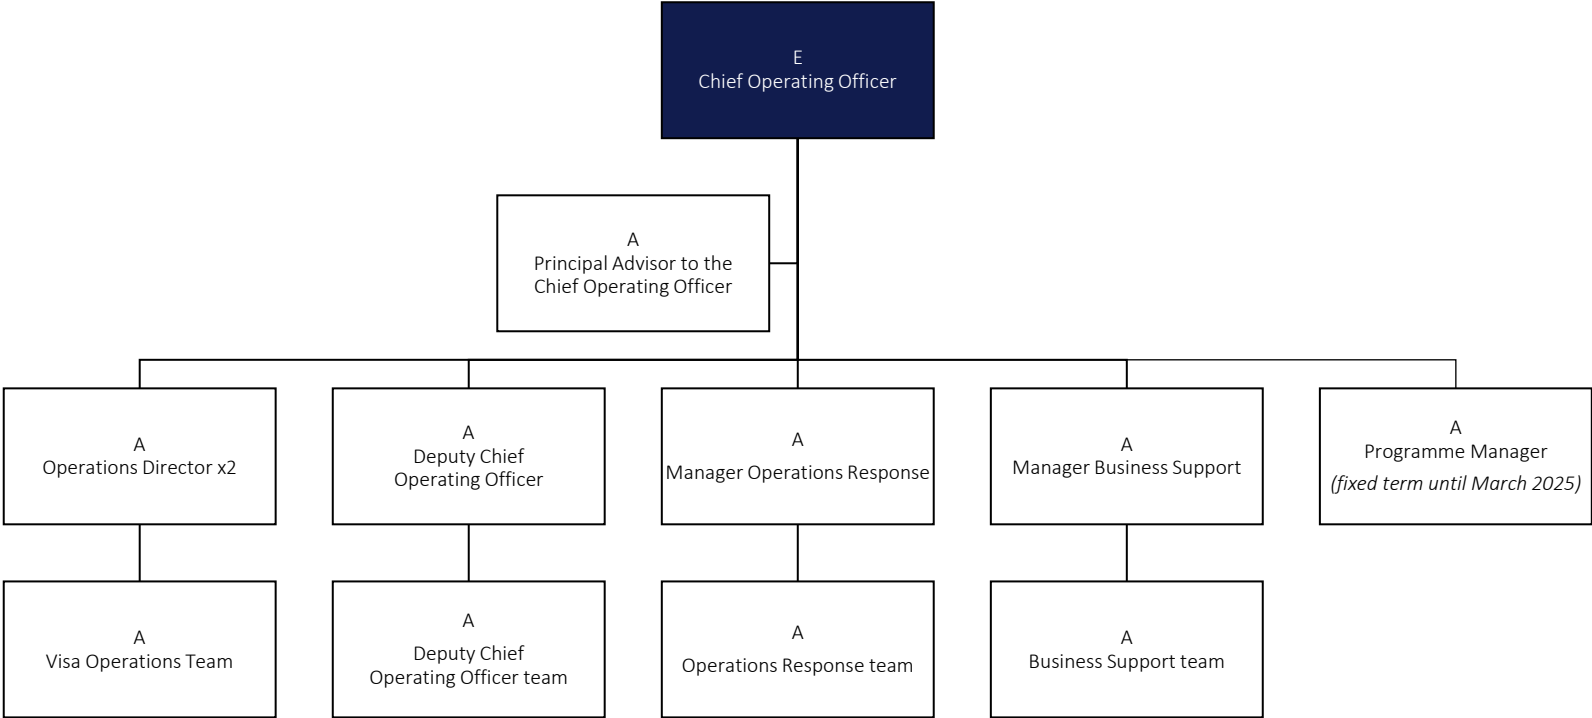 E
Chief Operating Officer
A
Principal Advisor to the
Chief Operating Officer
A
Operations Director x2
A
Deputy Chief
Operating Officer
A
Manager Operations Response
A
Manager Business Support
A
Programme Manager
(fixed term until March 2025)
A
Visa Operations Team
A
Deputy Chief
Operating Officer team
A
Operations Response team
A
Business Support team